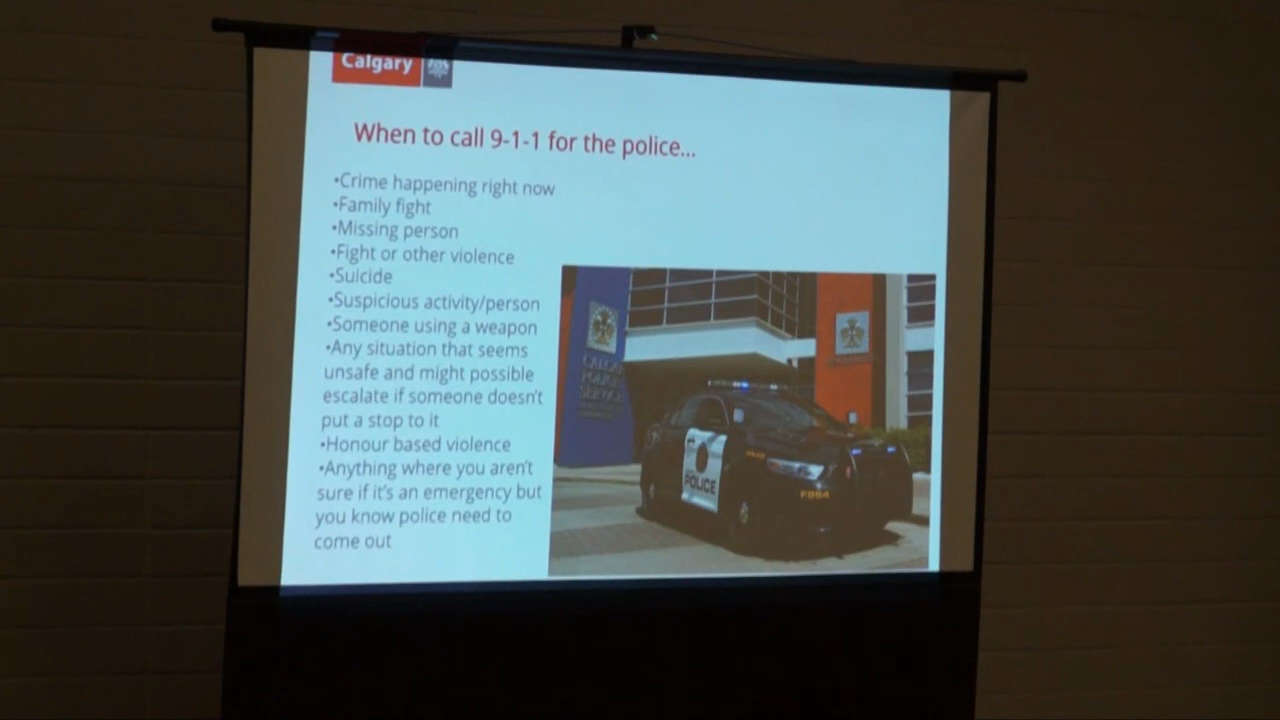 Calgary
When to call 9-1-1 for the police...
•Crime happening right now
•Family fight
•Missing person
•Fight or other violence
•Suicide
•Suspicious activity/person
•Someone using a weapon
•Any situation that seems
unsafe and might possible
escalate if someone doesn't
put a stop to it
•Honour based violence
•Anything where you aren't
sure if it's an emergency but
you know police need to
come out
CALGARY
POLICE
SERVICE
POLICE